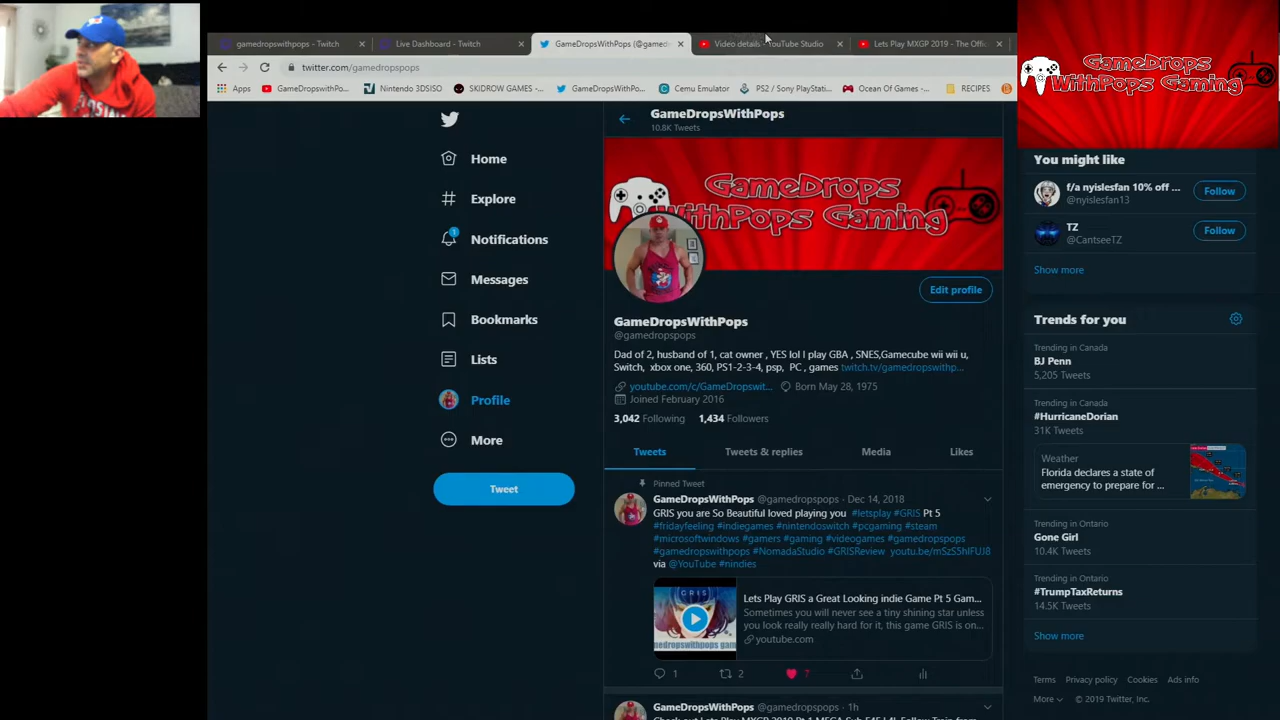 gamedropswithpops - Twitch
Live Dashboard - Twitch
GameDropsWithPops (@gamed
Video details - YouTube Studio
Lets Play MXGP 2019 - The Offic
twitter.com/gamedropspops
Apps
GameDropswithPo...
Nintendo 3DSISO
SKIDROW GAMES -...
GameDropsWithPo...
Cemu Emulator
PS2 / Sony PlayStati...
Ocean Of Games -...
RECIPES
GameDrops
WithPops Gaming
GameDropsWithPops
10.8K Tweets
Home
Explore
1
Notifications
Messages
Bookmarks
Lists
Profile
More
Tweet
GameDrops
WithPops Gaming
Edit profile
GameDropsWithPops
@gamedropspops
Dad of 2, husband of 1, cat owner , YES lol I play GBA , SNES,Gamecube wii wii u,
Switch, xbox one, 360, PS1-2-3-4, psp, PC , games twitch.tv/gamedropswithp...
youtube.com/c/GameDropswit... Born May 28, 1975
Joined February 2016
3,042 Following 1,434 Followers
Tweets Tweets & replies Media Likes
Pinned Tweet
GameDropsWithPops @gamedropspops · Dec 14, 2018
GRIS you are So Beautiful loved playing you #letsplay #GRIS Pt 5
#fridayfeeling #indiegames #nintendoswitch #pcgaming #steam
#microsoftwindows #gamers #gaming #videogames #gamedropspops
#gamedropswithpops #NomadaStudio #GRISReview youtu.be/mSzS5hIFUJ8
via @YouTube #nindies
GRIS
Lets Play GRIS a Great Looking indie Game Pt 5 Gam...
Sometimes you will never see a tiny shining star unless
you look really really hard for it, this game GRIS is on...
youtube.com
1 2 7
GameDropsWithPops @gamedropspops · 1h
You might like
f/a nyislesfan 10% off ...
@nyislesfan13
Follow
TZ
@CantseeTZ
Follow
Show more
Trends for you
Trending in Canada
BJ Penn
5,205 Tweets
Trending in Canada
#HurricaneDorian
31K Tweets
Weather
Florida declares a state of
emergency to prepare for ...
Trending in Ontario
Gone Girl
10.4K Tweets
Trending in Ontario
#TrumpTaxReturns
14.5K Tweets
Show more
Terms Privacy policy Cookies Ads info
More © 2019 Twitter, Inc.